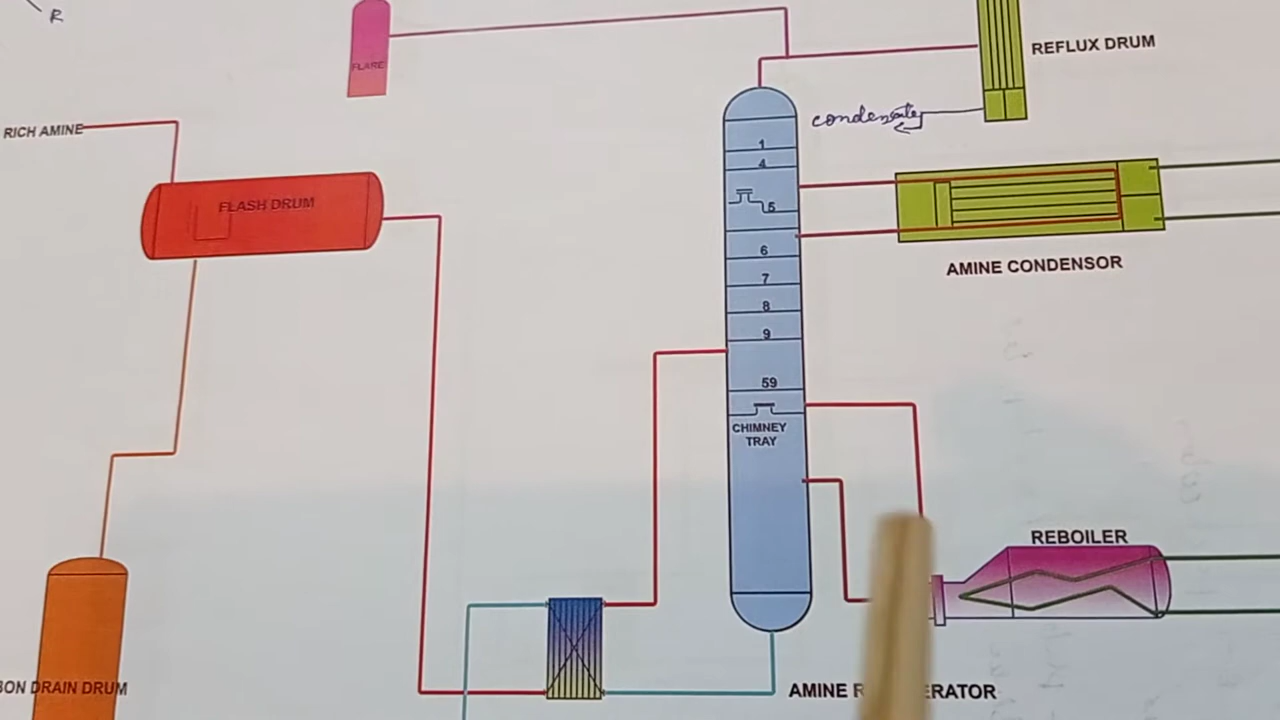 R
FLARE
REFLUX DRUM
RICH AMINE
condensate
1
4
FLASH DRUM
5
6
AMINE CONDENSOR
7
8
9
59
CHIMNEY
TRAY
REBOILER
BON DRAIN DRUM
AMINE R ERATOR